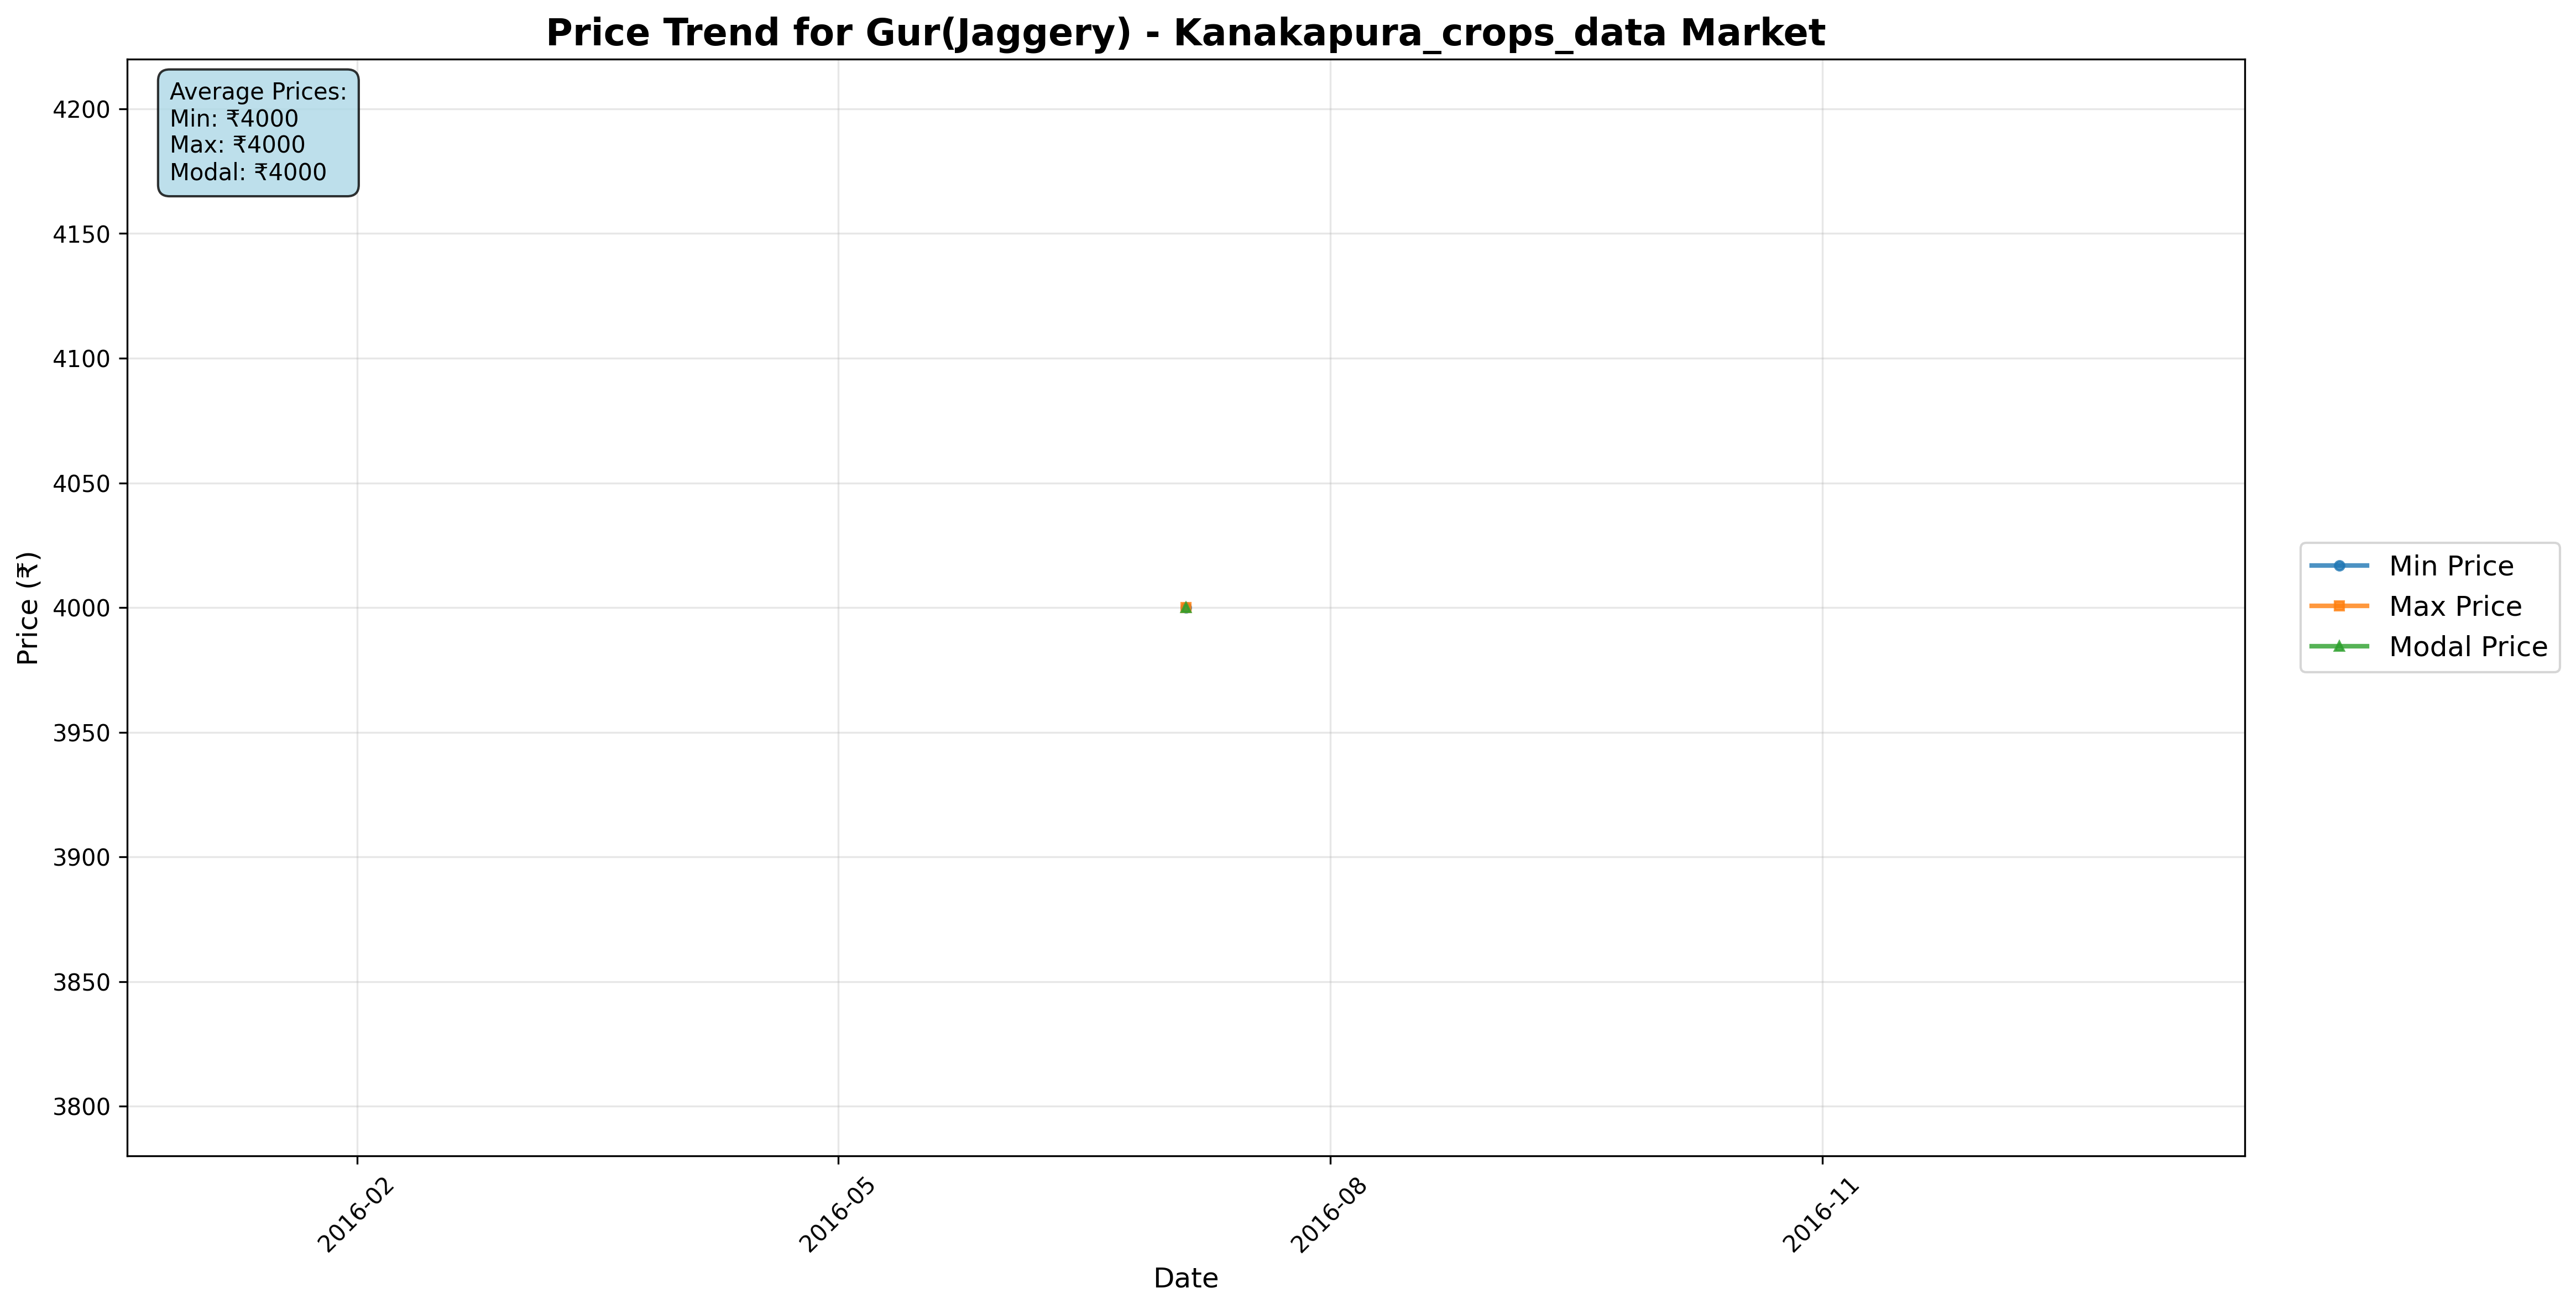 Price Trend for Gur(Jaggery) - Kanakapura_crops_data Market
Average Prices:
Min: ₹4000
Max: ₹4000
Modal: ₹4000
4200
4150
4100
4050
4000
3950
3900
3850
3800
Price (₹)
Min Price
Max Price
Modal Price
2016-02
2016-05
2016-08
2016-11
Date